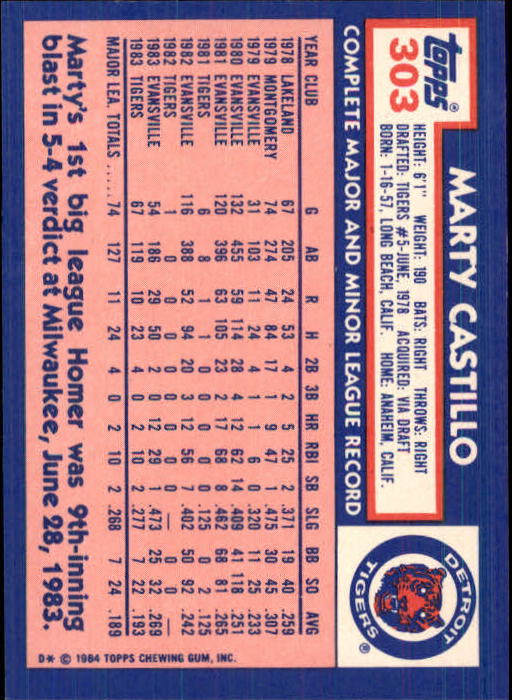 topps®
303
MARTY CASTILLO
HEIGHT: 6'1" WEIGHT: 190 BATS: RIGHT THROWS: RIGHT
DRAFTED: TIGERS #5-JUNE, 1978 ACQUIRED: VIA DRAFT
BORN: 1-16-57, LONG BEACH, CALIF. HOME: ANAHEIM, CALIF.
DETROIT
TIGERS®
COMPLETE MAJOR AND MINOR LEAGUE RECORD
YEAR CLUB G AB R H 2B 3B HR RBI SB SLG BB SO AVG
1978 LAKELAND 67 205 24 53 4 2 5 25 2 .371 19 40 .259
1979 MONTGOMERY 74 274 47 84 17 1 9 47 1 .475 30 45 .307
1979 EVANSVILLE 31 103 11 24 4 1 1 6 0 .320 11 25 .233
1980 EVANSVILLE 132 455 59 114 28 4 12 62 14 .409 41 118 .251
1981 EVANSVILLE 120 396 63 105 23 2 17 68 8 .462 68 81 .265
1981 TIGERS 6 8 1 1 0 0 0 0 0 .125 0 2 .125
1982 EVANSVILLE 116 388 52 94 20 3 12 56 7 .402 50 92 .242
1982 TIGERS 1 0 0 0 0 0 0 0 0 — 0 0 —
1983 EVANSVILLE 54 186 29 50 2 0 12 29 1 .473 25 32 .269
1983 TIGERS 67 119 10 23 4 0 2 10 2 .277 7 22 .193
MAJOR LEA. TOTALS ..... 74 127 11 24 4 0 2 10 2 .268 7 24 .189
Marty's 1st big league Homer was 9th-inning
blast in 5-4 verdict at Milwaukee, June 28, 1983.
D* © 1984 TOPPS CHEWING GUM, INC.